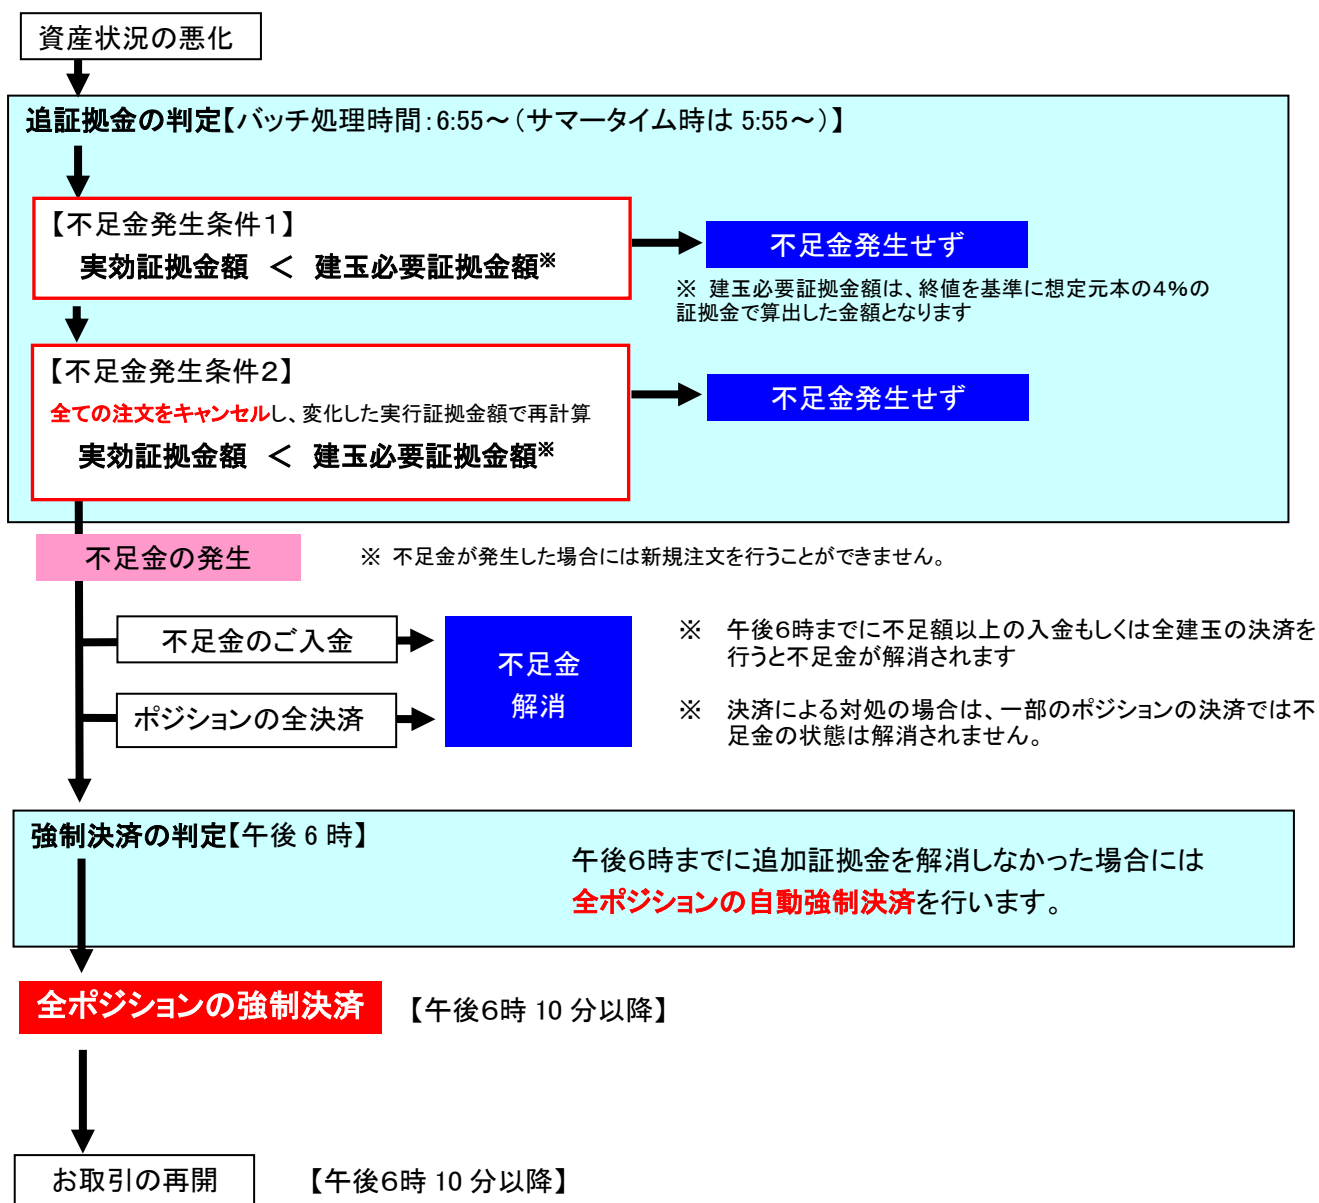 資産状況の悪化
追証拠金の判定【バッチ処理時間：6:55～（サマータイム時は 5:55～）】
【不足金発生条件１】
実効証拠金額 ＜ 建玉必要証拠金額※
不足金発生せず
※ 建玉必要証拠金額は、終値を基準に想定元本の４％の
証拠金で算出した金額となります
【不足金発生条件２】
全ての注文をキャンセルし、変化した実行証拠金額で再計算
実効証拠金額 ＜ 建玉必要証拠金額※
不足金発生せず
不足金の発生
※ 不足金が発生した場合には新規注文を行うことができません。
不足金のご入金
ポジションの全決済
不足金
解消
※ 午後６時までに不足額以上の入金もしくは全建玉の決済を
行うと不足金が解消されます
※ 決済による対処の場合は、一部のポジションの決済では不
足金の状態は解消されません。
強制決済の判定【午後 6 時】
午後６時までに追加証拠金を解消しなかった場合には
全ポジションの自動強制決済を行います。
全ポジションの強制決済
【午後６時 10 分以降】
お取引の再開
【午後６時 10 分以降】